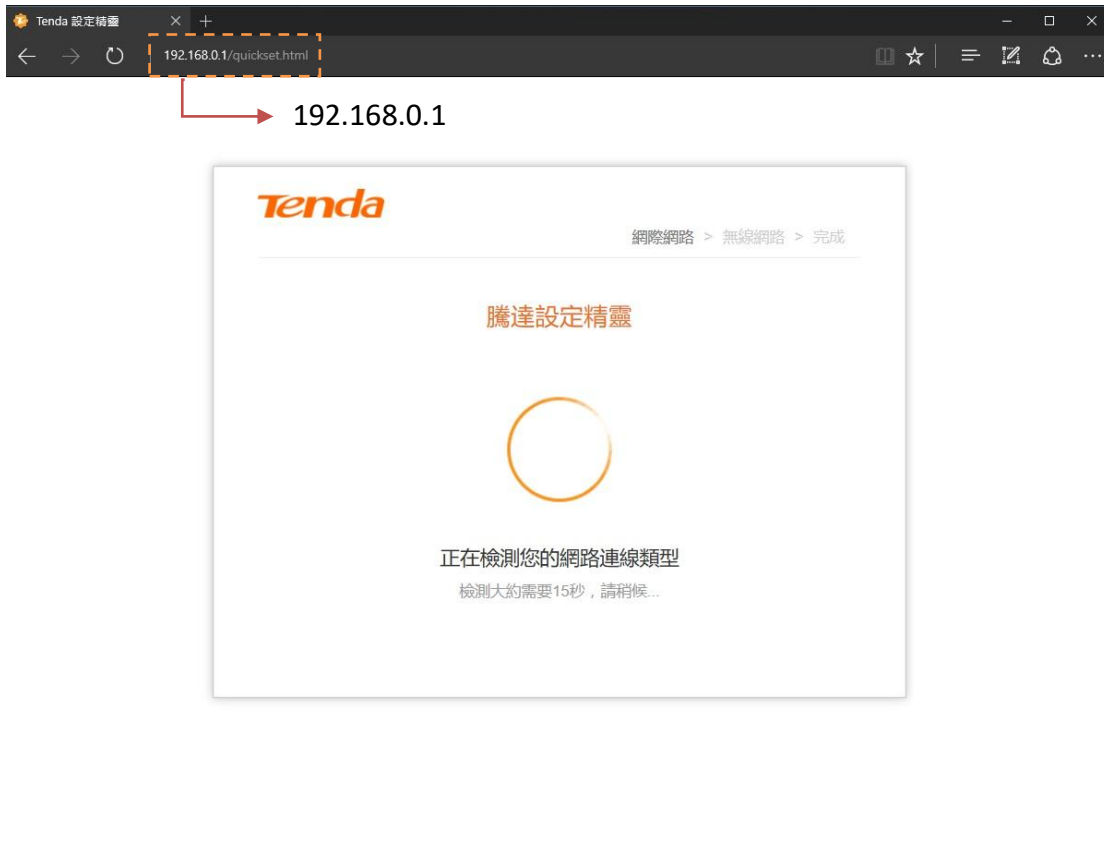 Tenda 設定精靈
192.168.0.1/quickset.html
192.168.0.1
Tenda
網際網路 > 無線網路 > 完成
騰達設定精靈
正在檢測您的網路連線類型
檢測大約需要15秒，請稍候...